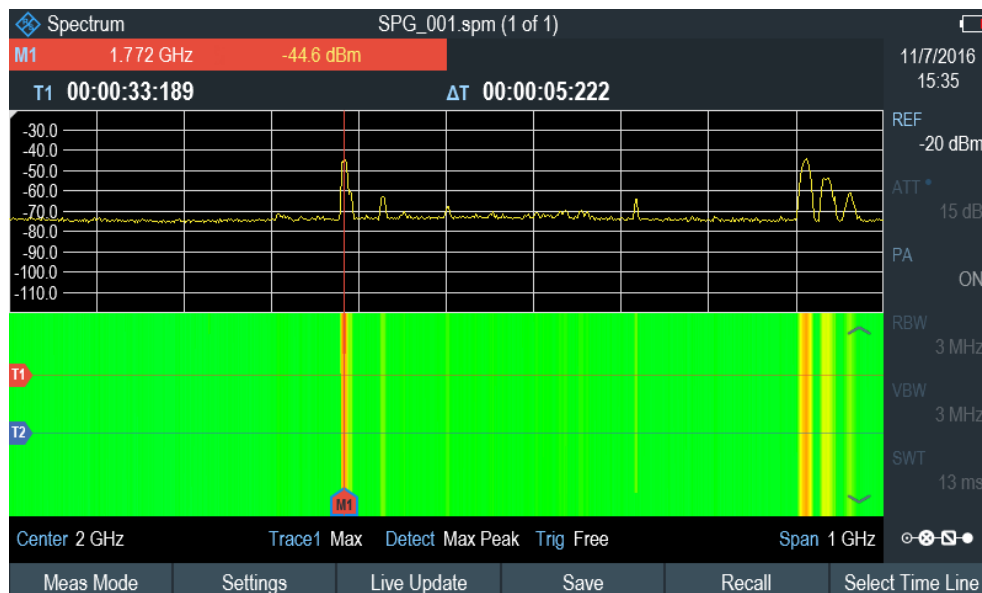 Spectrum SPG_001.spm (1 of 1)
M1 1.772 GHz -44.6 dBm
11/7/2016
15:35
T1 00:00:33:189 ΔT 00:00:05:222
REF
-20 dBm
ATT
15 dB
PA
ON
RBW
3 MHz
VBW
3 MHz
SWT
13 ms
-30.0
-40.0
-50.0
-60.0
-70.0
-80.0
-90.0
-100.0
-110.0
T1
T2
M1
Center 2 GHz Trace1 Max Detect Max Peak Trig Free Span 1 GHz
Meas Mode Settings Live Update Save Recall Select Time Line